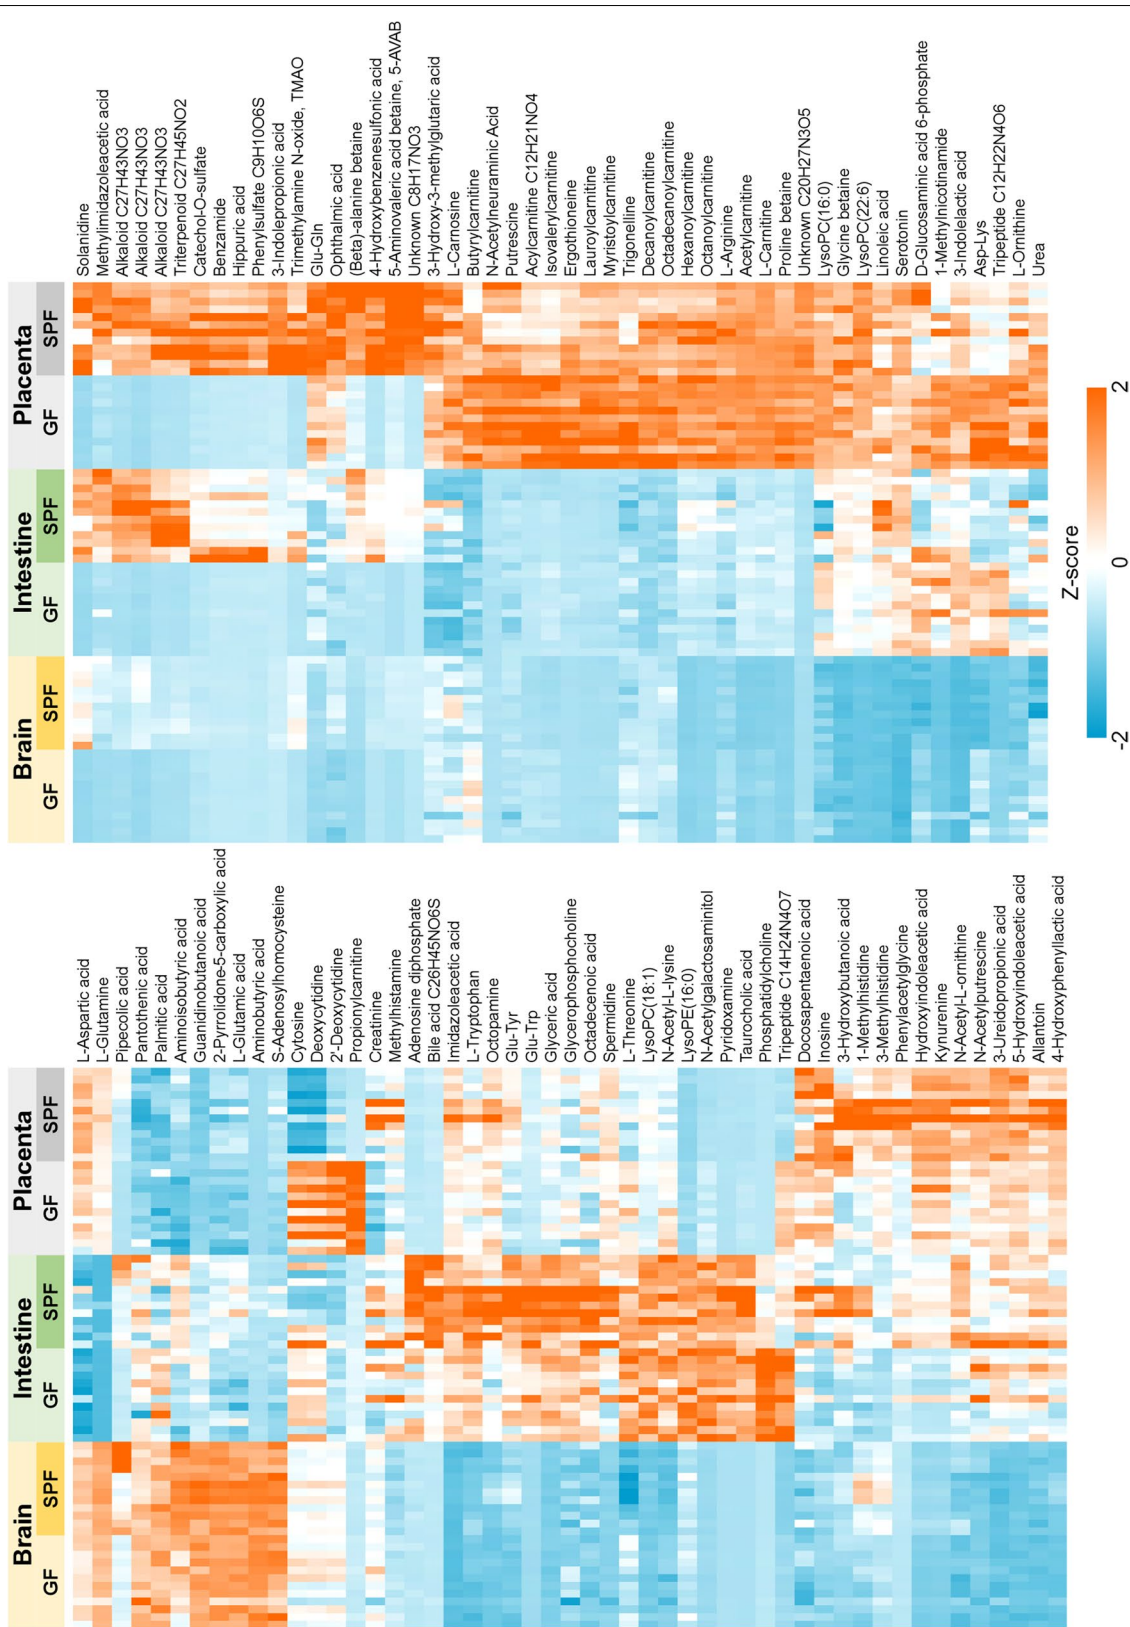 Placenta
Intestine
Brain
SPF
GF
SPF
GF
SPF
GF
Solanidine
Methylimidazoleacetic acid
Alkaloid C27H43NO3
Alkaloid C27H43NO3
Alkaloid C27H43NO3
Triterpenoid C27H45NO2
Catechol-O-sulfate
Benzamide
Hippuric acid
Phenylsulfate C9H10O6S
3-Indolepropionic acid
Trimethylamine N-oxide, TMAO
Glu-Gln
Ophthalmic acid
(Beta)-alanine betaine
4-Hydroxybenzenesulfonic acid
5-Aminovaleric acid betaine, 5-AVAB
Unknown C8H17NO3
3-Hydroxy-3-methylglutaric acid
L-Carnosine
Butyrylcarnitine
N-Acetylneuraminic Acid
Putrescine
Acylcarnitine C12H21NO4
Isovalerylcarnitine
Ergothioneine
Lauroylcarnitine
Myristoylcarnitine
Trigonelline
Decanoylcarnitine
Octadecanoylcarnitine
Hexanoylcarnitine
Octanoylcarnitine
L-Arginine
Acetylcarnitine
L-Carnitine
Proline betaine
Unknown C20H27N3O5
LysoPC(16:0)
Glycine betaine
LysoPC(22:6)
Linoleic acid
Serotonin
D-Glucosaminic acid 6-phosphate
1-Methylnicotinamide
3-Indolelactic acid
Asp-Lys
Tripeptide C12H22N4O6
L-Ornithine
Urea
2
0
-2
Z-score
Placenta
Intestine
Brain
SPF
GF
SPF
GF
SPF
GF
L-Aspartic acid
L-Glutamine
Pipecolic acid
Pantothenic acid
Palmitic acid
Aminoisobutyric acid
Guanidinobutanoic acid
2-Pyrrolidone-5-carboxylic acid
L-Glutamic acid
Aminobutyric acid
S-Adenosylhomocysteine
Cytosine
Deoxycytidine
2'-Deoxycytidine
Propionylcarnitine
Creatinine
Methylhistamine
Adenosine diphosphate
Bile acid C26H45NO6S
Imidazoleacetic acid
L-Tryptophan
Octopamine
Glu-Tyr
Glu-Trp
Glyceric acid
Glycerophosphocholine
Octadecenoic acid
Spermidine
L-Threonine
LysoPC(18:1)
N-Acetyl-L-lysine
LysoPE(16:0)
N-Acetylgalactosaminitol
Pyridoxamine
Taurocholic acid
Phosphatidylcholine
Tripeptide C14H24N4O7
Docosapentaenoic acid
Inosine
3-Hydroxybutanoic acid
1-Methylhistidine
3-Methylhistidine
Phenylacetylglycine
Hydroxyindoleacetic acid
Kynurenine
N-Acetyl-L-ornithine
N-Acetylputrescine
3-Ureidopropionic acid
5-Hydroxyindoleacetic acid
Allantoin
4-Hydroxyphenyllactic acid